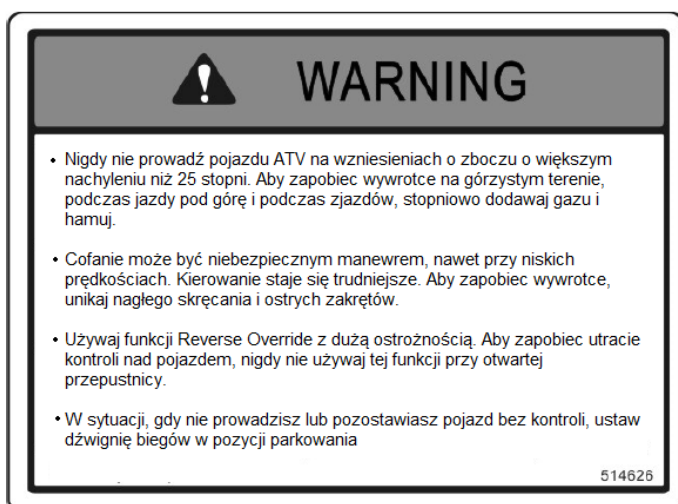 WARNING
• Nigdy nie prowadź pojazdu ATV na wzniesieniach o zboczu o większym
nachyleniu niż 25 stopni. Aby zapobiec wywrotce na górzystym terenie,
podczas jazdy pod górę i podczas zjazdów, stopniowo dodawaj gazu i
hamuj.
• Cofanie może być niebezpiecznym manewrem, nawet przy niskich
prędkościach. Kierowanie staje się trudniejsze. Aby zapobiec wywrotce,
unikaj nagłego skręcania i ostrych zakrętów.
• Używaj funkcji Reverse Override z dużą ostrożnością. Aby zapobiec utracie
kontroli nad pojazdem, nigdy nie używaj tej funkcji przy otwartej
przepustnicy.
• W sytuacji, gdy nie prowadzisz lub pozostawiasz pojazd bez kontroli, ustaw
dźwignię biegów w pozycji parkowania
514626